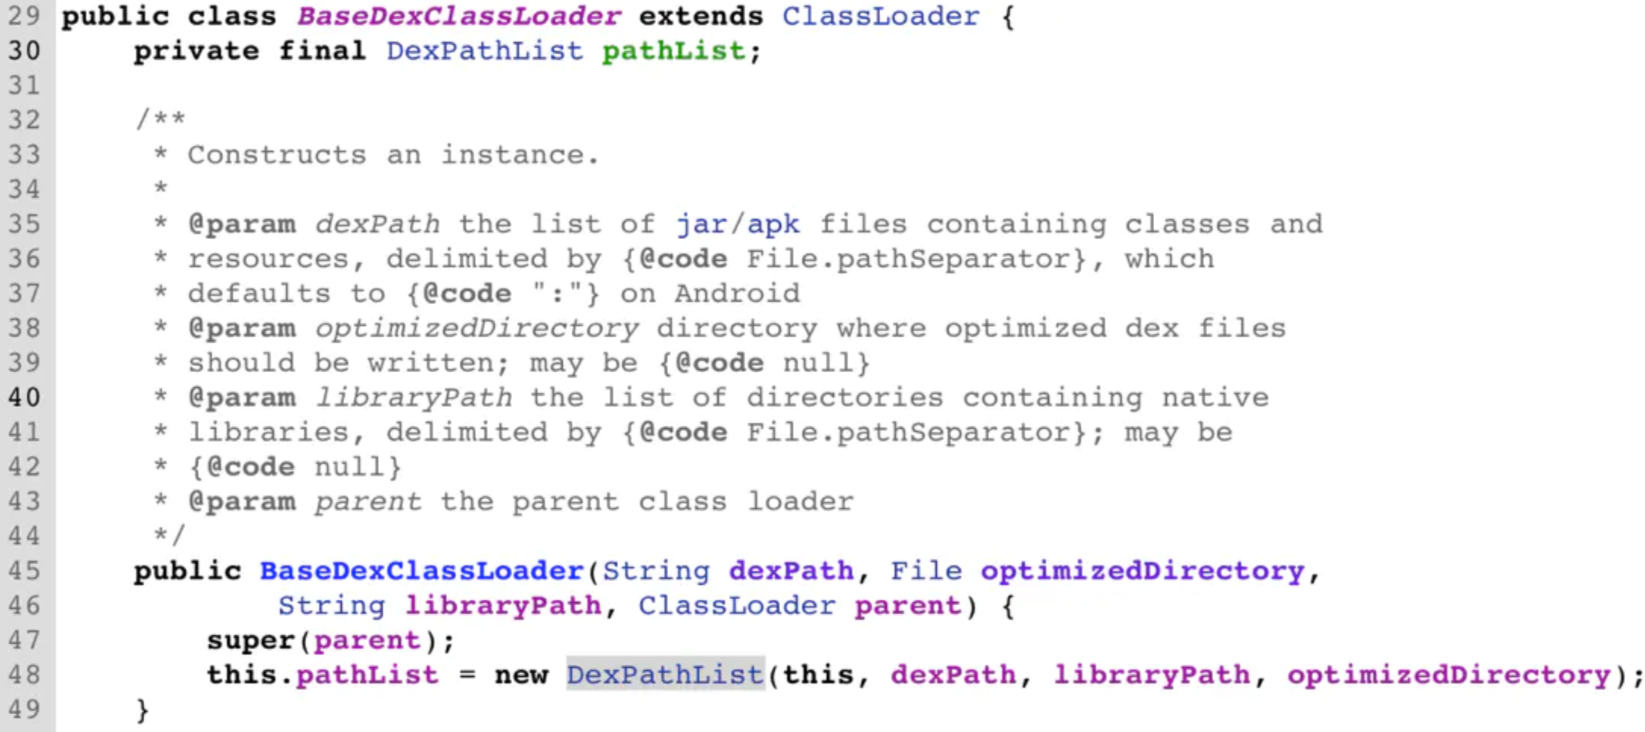 29 public class BaseDexClassLoader extends ClassLoader {
30     private final DexPathList pathList;
31
32     /**
33      * Constructs an instance.
34      *
35      * @param dexPath the list of jar/apk files containing classes and
36      * resources, delimited by {@code File.pathSeparator}, which
37      * defaults to {@code ":"} on Android
38      * @param optimizedDirectory directory where optimized dex files
39      * should be written; may be {@code null}
40      * @param libraryPath the list of directories containing native
41      * libraries, delimited by {@code File.pathSeparator}; may be
42      * {@code null}
43      * @param parent the parent class loader
44      */
45     public BaseDexClassLoader(String dexPath, File optimizedDirectory,
46             String libraryPath, ClassLoader parent) {
47         super(parent);
48         this.pathList = new DexPathList(this, dexPath, libraryPath, optimizedDirectory);
49     }